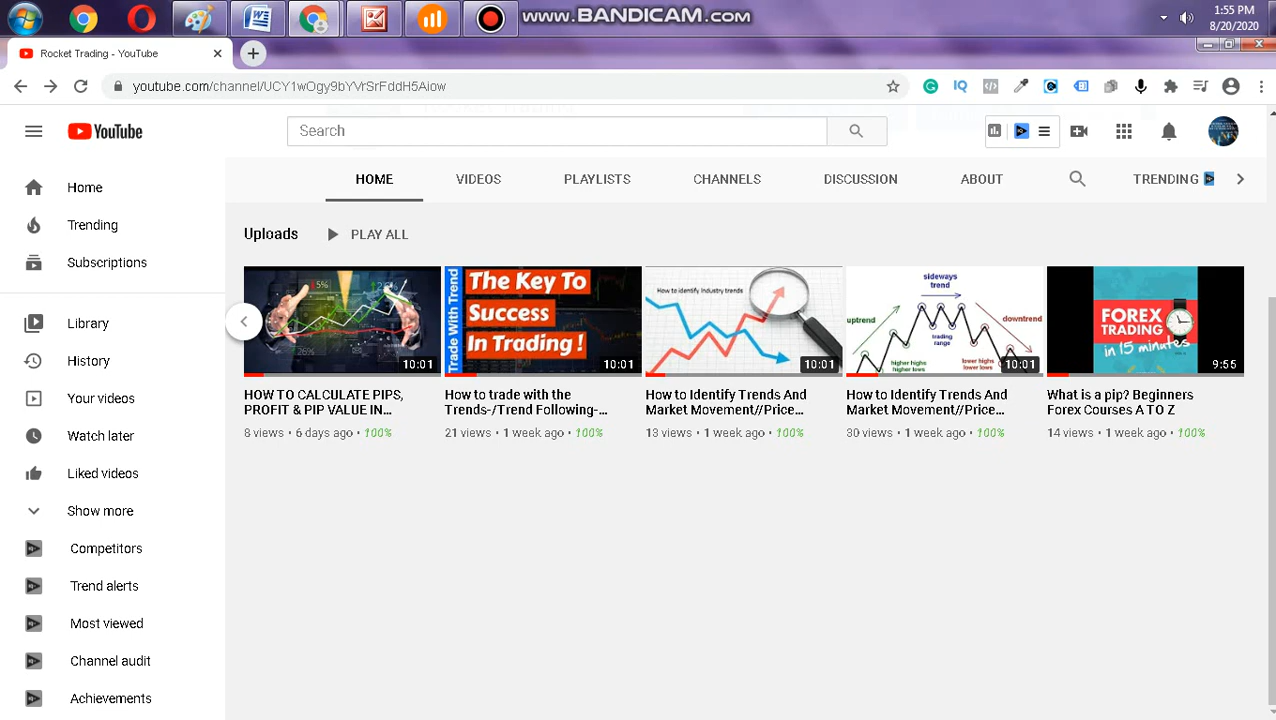 www.BANDICAM.com
1:55 PM
8/20/2020
Rocket Trading - YouTube
youtube.com/channel/UCY1wOgy9bYVrSrFddH5Aiow
YouTube
Search
HOME VIDEOS PLAYLISTS CHANNELS DISCUSSION ABOUT TRENDING
Home
Trending
Subscriptions
Library
History
Your videos
Watch later
Liked videos
Show more
Competitors
Trend alerts
Most viewed
Channel audit
Achievements
Uploads PLAY ALL
5%
26%
10:01
HOW TO CALCULATE PIPS,
PROFIT & PIP VALUE IN...
8 views • 6 days ago • 100%
Trade With Trend
The Key To
Success
In Trading !
10:01
How to trade with the
Trends-/Trend Following-...
21 views • 1 week ago • 100%
How to identify Industry trends
10:01
How to Identify Trends And
Market Movement//Price...
13 views • 1 week ago • 100%
sideways
trend
uptrend
downtrend
trading
range
higher highs
higher lows
lower highs
lower lows
10:01
How to Identify Trends And
Market Movement//Price...
30 views • 1 week ago • 100%
FOREX
TRADING
in 15 minutes
9:55
What is a pip? Beginners
Forex Courses A TO Z
14 views • 1 week ago • 100%